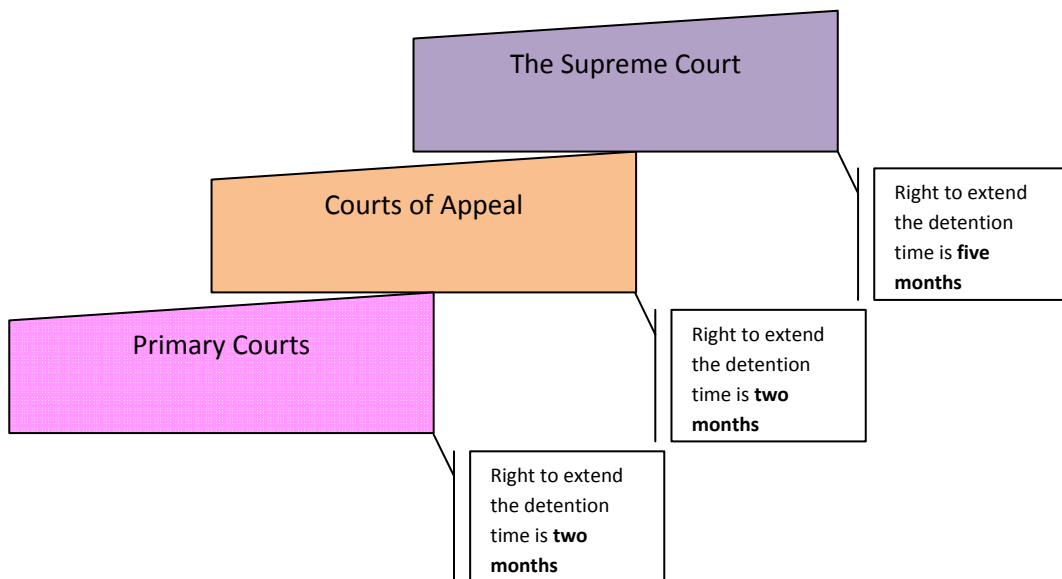 The Supreme Court
Right to extend
the detention
time is five
months
Courts of Appeal
Right to extend
the detention
time is two
months
Primary Courts
Right to extend
the detention
time is two
months